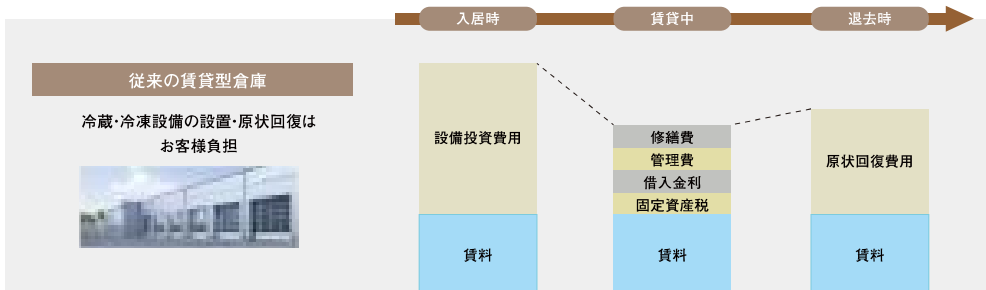 入居時
賃貸中
退去時
従来の賃貸型倉庫
冷蔵・冷凍設備の設置・原状回復は
お客様負担
設備投資費用
賃料
修繕費
管理費
借入金利
固定資産税
賃料
原状回復費用
賃料